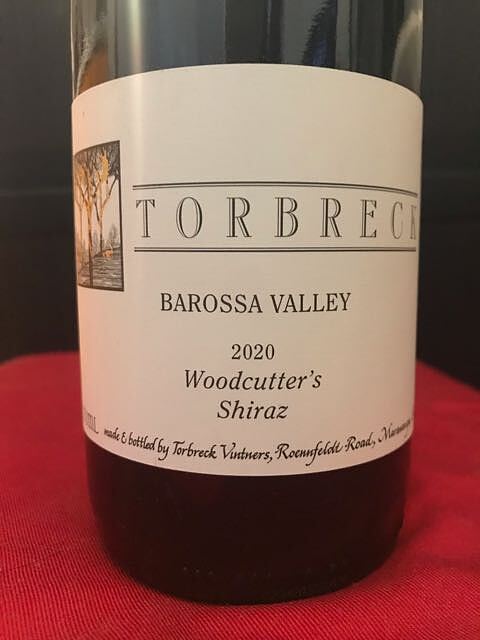 TORBRECK
BAROSSA VALLEY
2020
Woodcutter's
Shiraz
made & bottled by Torbreck Vintners, Roennfeldt Road,